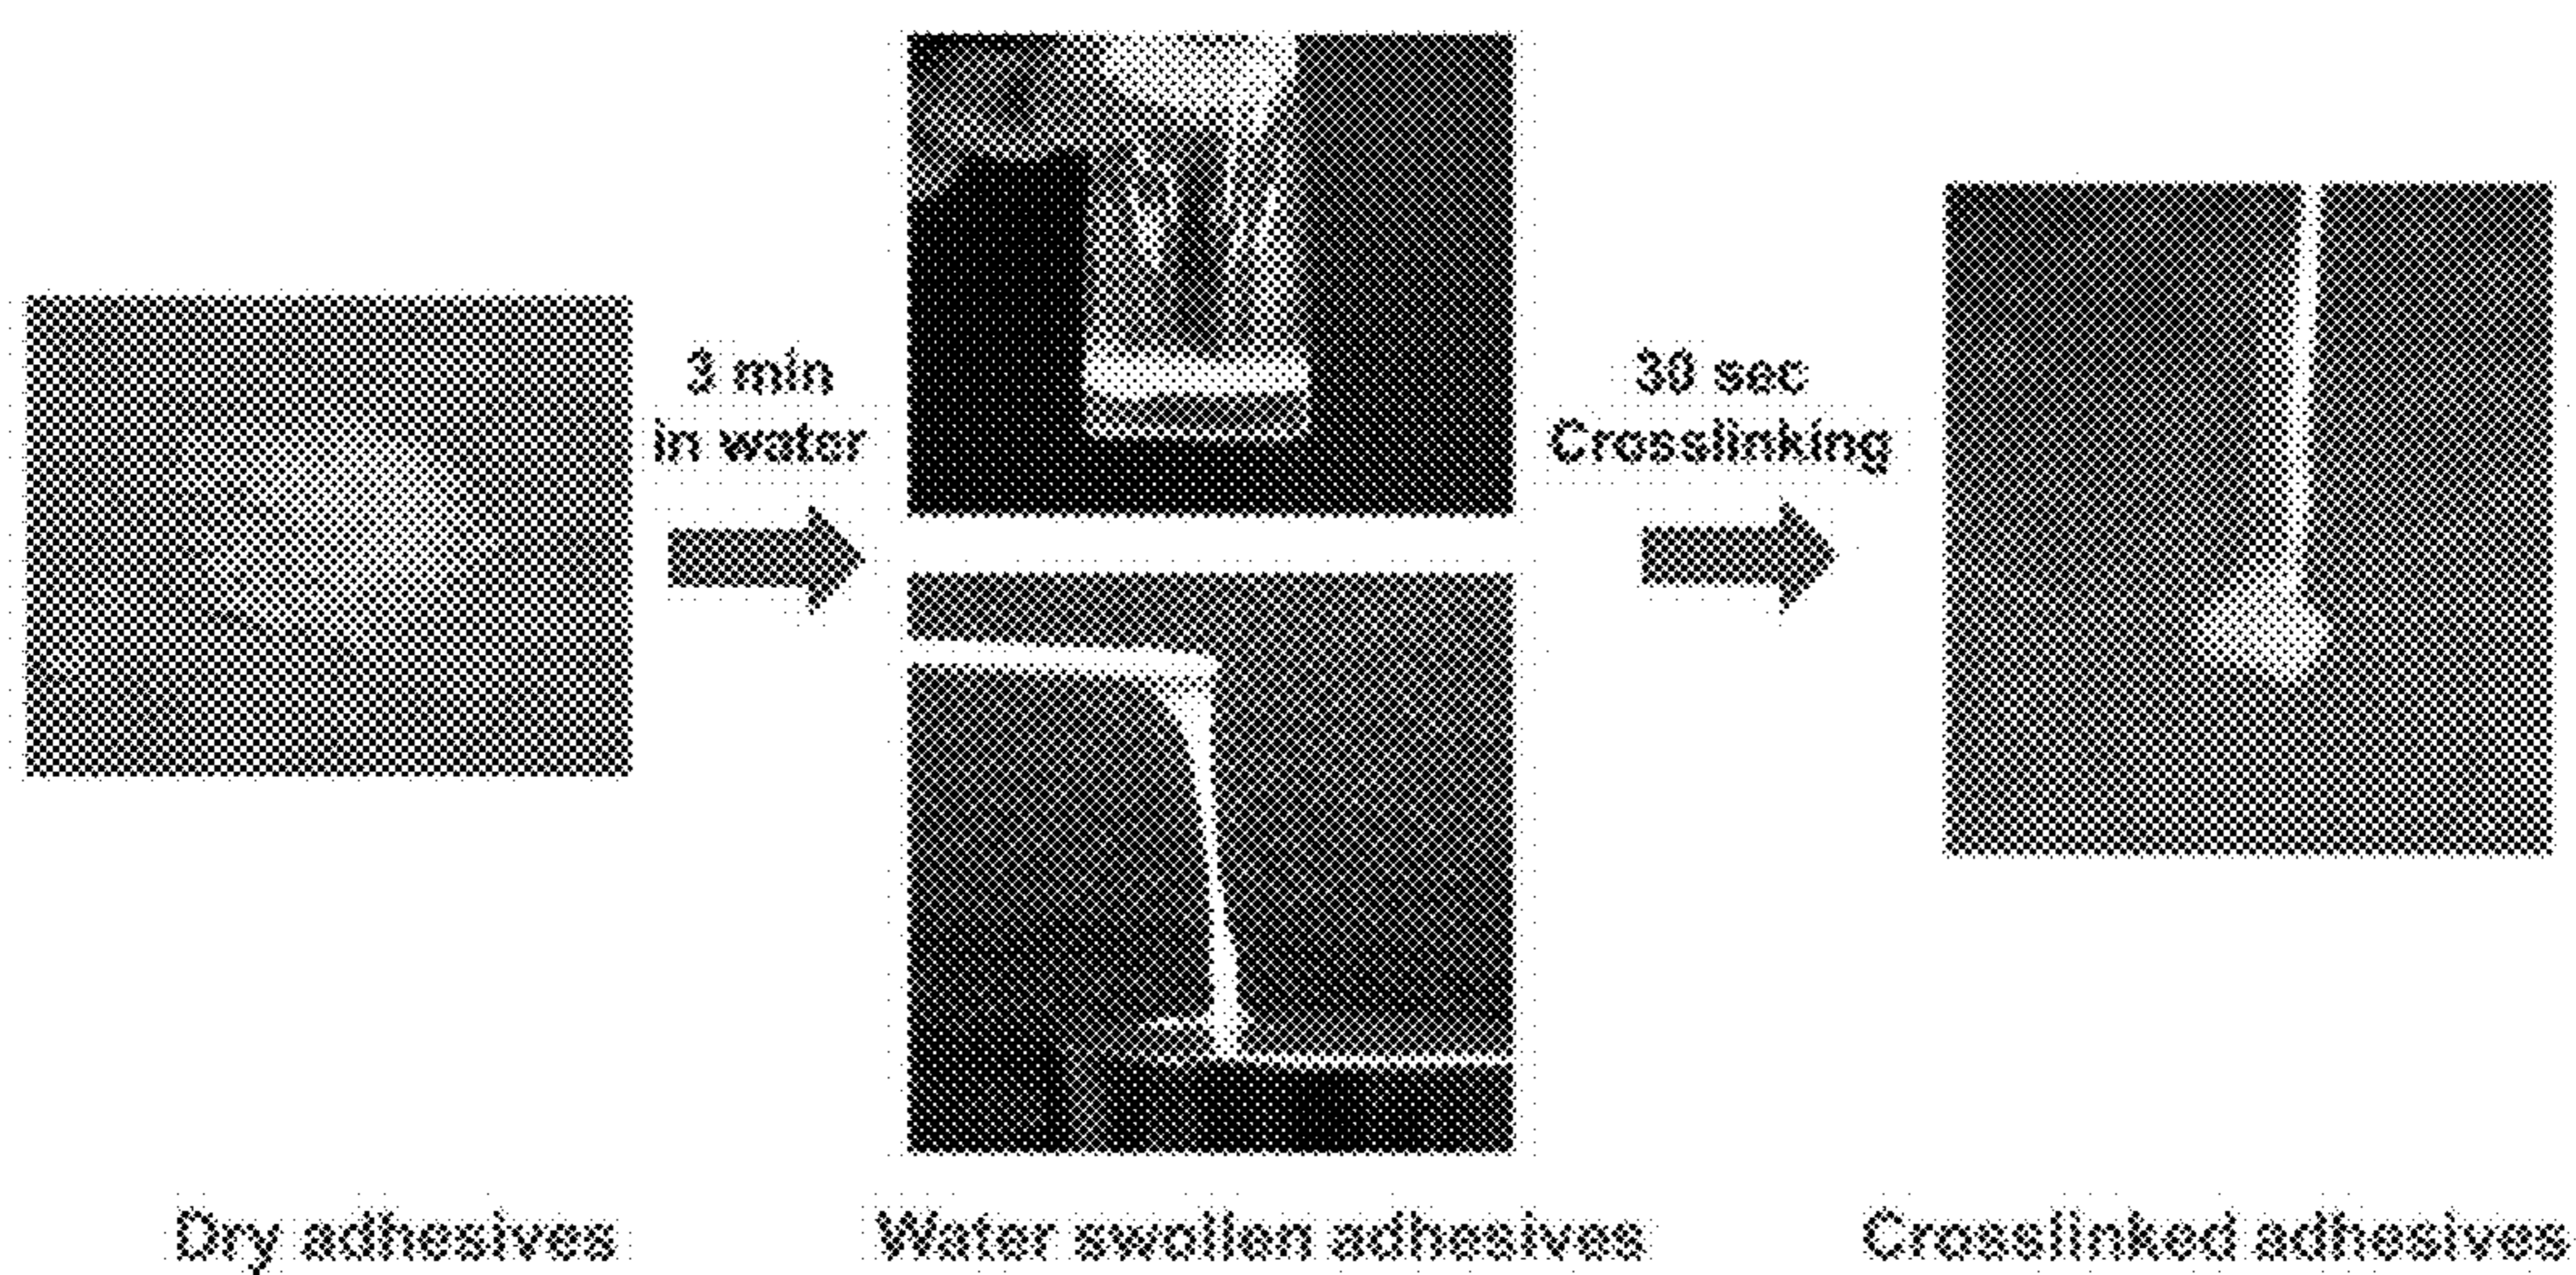 3 min
in water
30 sec
Crosslinking
Dry adhesives
Water swollen adhesives
Crosslinked adhesives